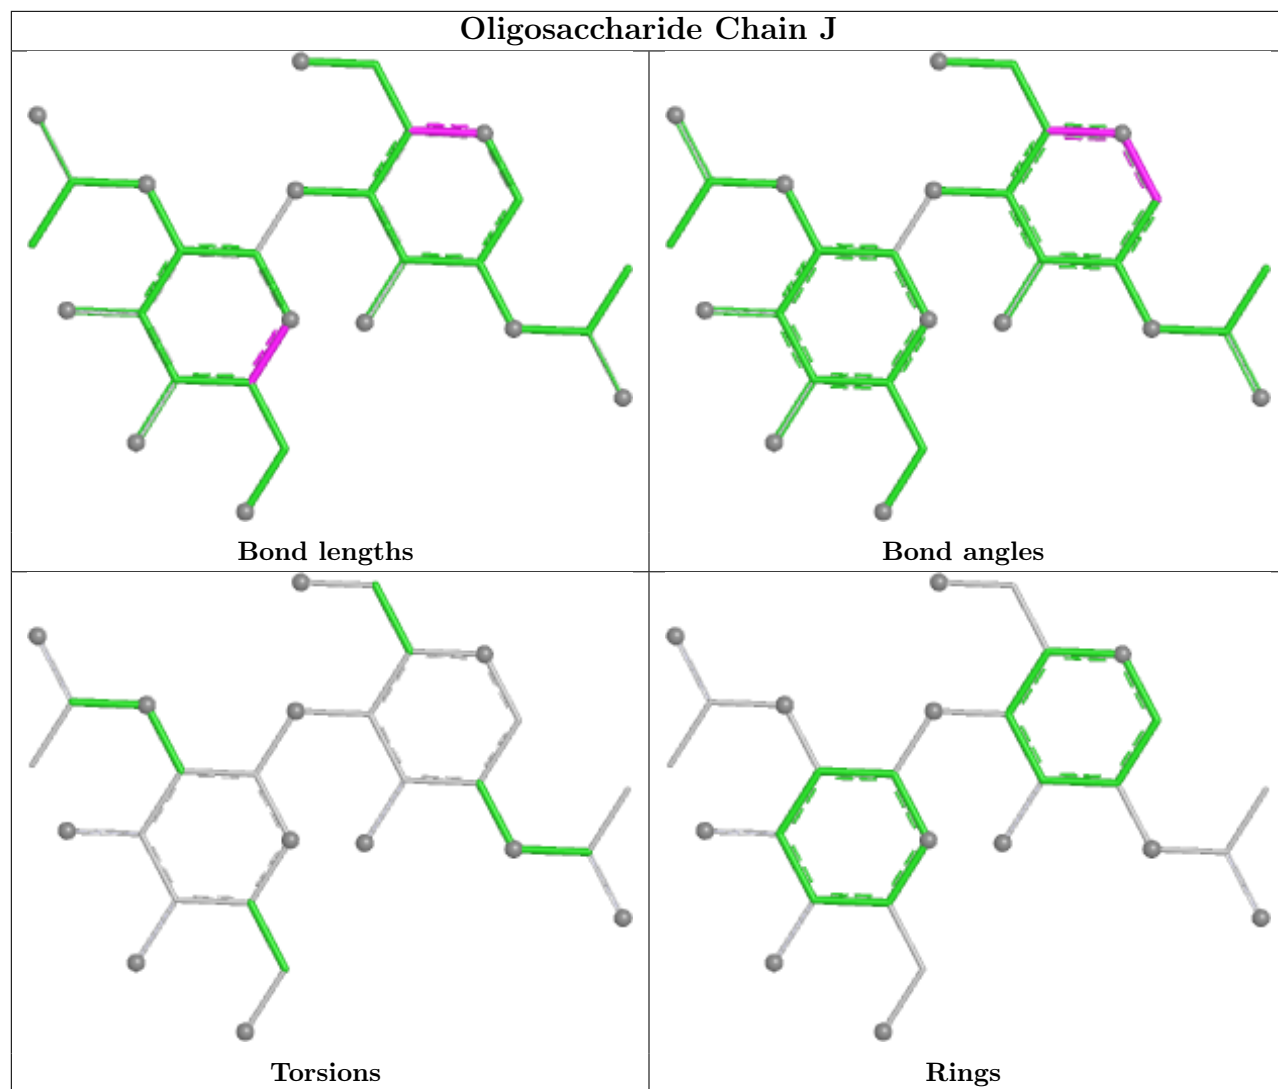 Oligosaccharide Chain J
Bond lengths
Bond angles
Torsions
Rings